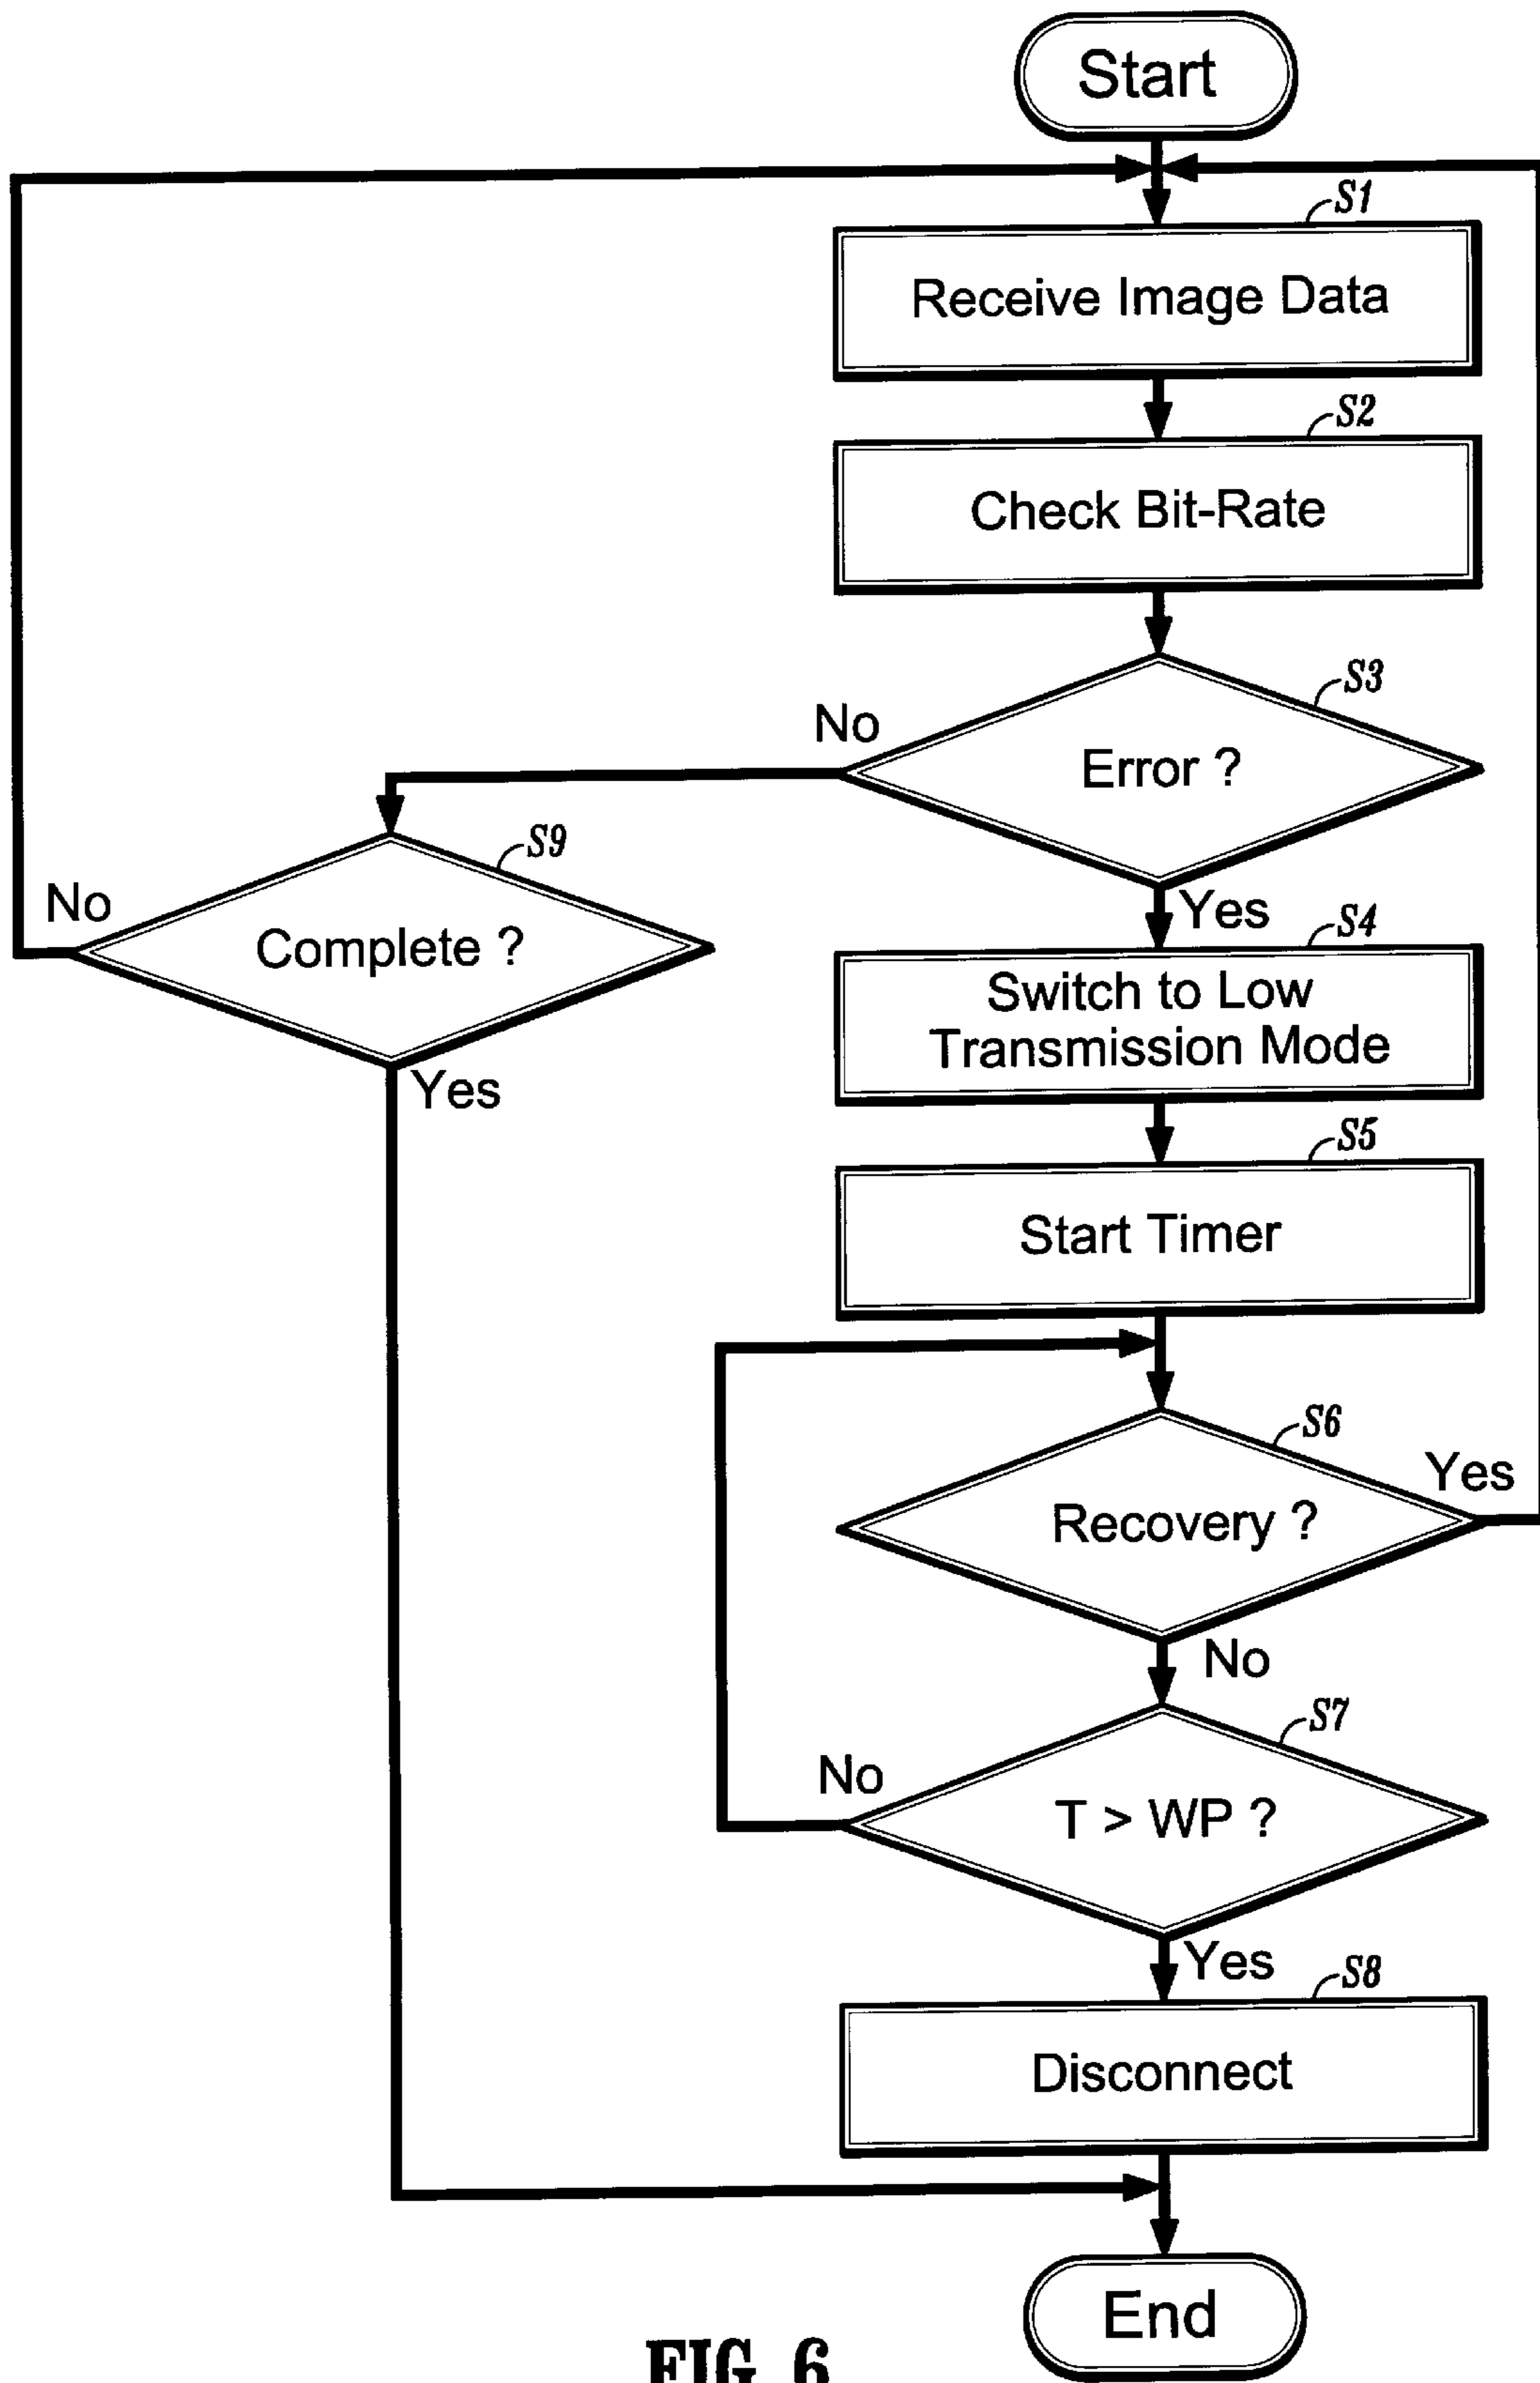 Start
S1
Receive Image Data
S2
Check Bit-Rate
S3
No
Error ?
Yes
S9
No
Complete ?
Yes
S4
Switch to Low
Transmission Mode
S5
Start Timer
S6
Yes
Recovery ?
No
S7
No
T > WP ?
Yes
S8
Disconnect
End
FIG. 6